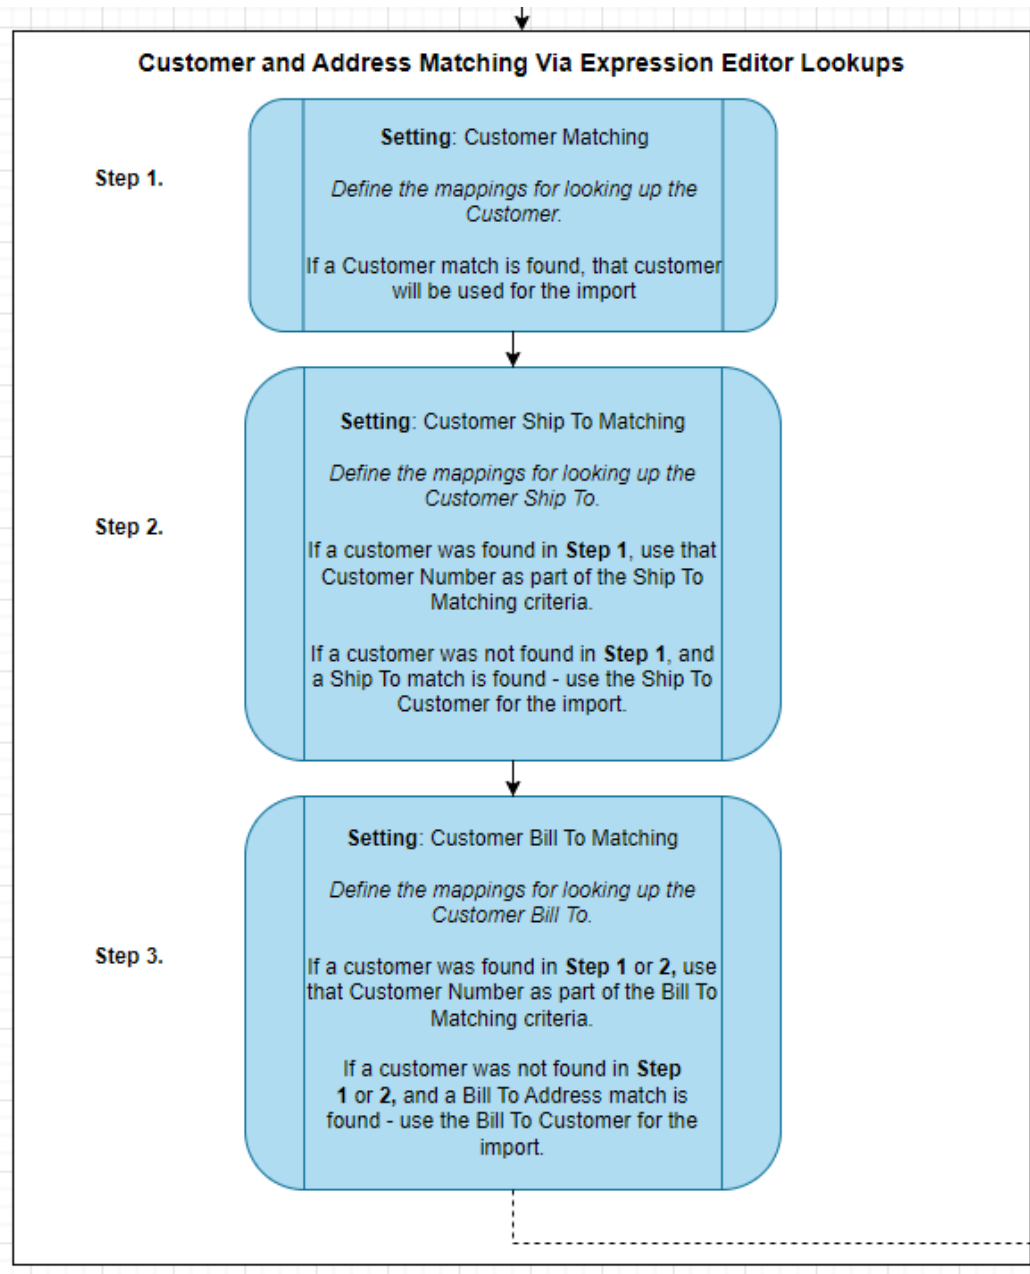 Customer and Address Matching Via Expression Editor Lookups
Step 1.
Setting: Customer Matching
Define the mappings for looking up the
Customer.
If a Customer match is found, that customer
will be used for the import
Step 2.
Setting: Customer Ship To Matching
Define the mappings for looking up the
Customer Ship To.
If a customer was found in Step 1, use that
Customer Number as part of the Ship To
Matching criteria.
If a customer was not found in Step 1, and
a Ship To match is found - use the Ship To
Customer for the import.
Step 3.
Setting: Customer Bill To Matching
Define the mappings for looking up the
Customer Bill To.
If a customer was found in Step 1 or 2, use
that Customer Number as part of the Bill To
Matching criteria.
If a customer was not found in Step
1 or 2, and a Bill To Address match is
found - use the Bill To Customer for the
import.